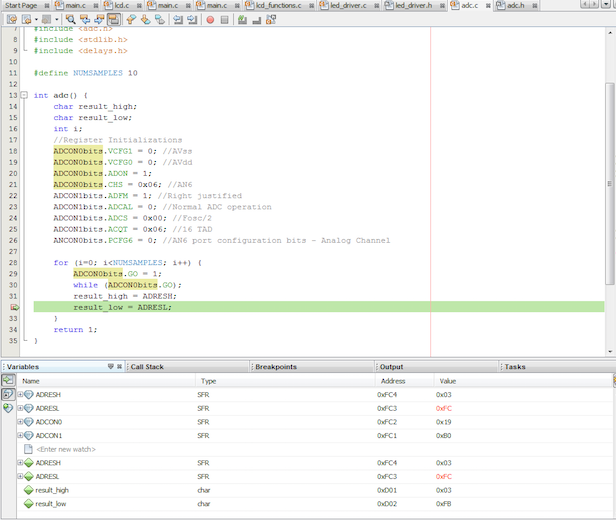 Start Page main.c lcd.c main.c main.c lcd_functions.c led_driver.c led_driver.h adc.c adc.h
7 #include <adc.h>
8 #include <stdlib.h>
9 #include <delays.h>
10
11 #define NUMSAMPLES 10
12
13 int adc() {
14 char result_high;
15 char result_low;
16 int i;
17 //Register Initializations
18 ADCON0bits.VCFG1 = 0; //AVss
19 ADCON0bits.VCFG0 = 0; //AVdd
20 ADCON0bits.ADON = 1;
21 ADCON0bits.CHS = 0x06; //AN6
22 ADCON1bits.ADFM = 1; //Right justified
23 ADCON1bits.ADCAL = 0; //Normal ADC operation
24 ADCON1bits.ADCS = 0x00; //Fosc/2
25 ADCON1bits.ACQT = 0x06; //16 TAD
26 ANCON0bits.PCFG6 = 0; //AN6 port configuration bits - Analog Channel
27
28 for (i=0; i<NUMSAMPLES; i++) {
29 ADCON0bits.GO = 1;
30 while (ADCON0bits.GO);
31 result_high = ADRESH;
result_low = ADRESL;
33 }
34 return 1;
35 }
Variables Call Stack Breakpoints Output Tasks
Name Type Address Value
ADRESH SFR 0xFC4 0x03
ADRESL SFR 0xFC3 0xFC
ADCON0 SFR 0xFC2 0x19
ADCON1 SFR 0xFC1 0xB0
<Enter new watch>
ADRESH SFR 0xFC4 0x03
ADRESL SFR 0xFC3 0xFC
result_high char 0xD01 0x03
result_low char 0xD02 0xFB